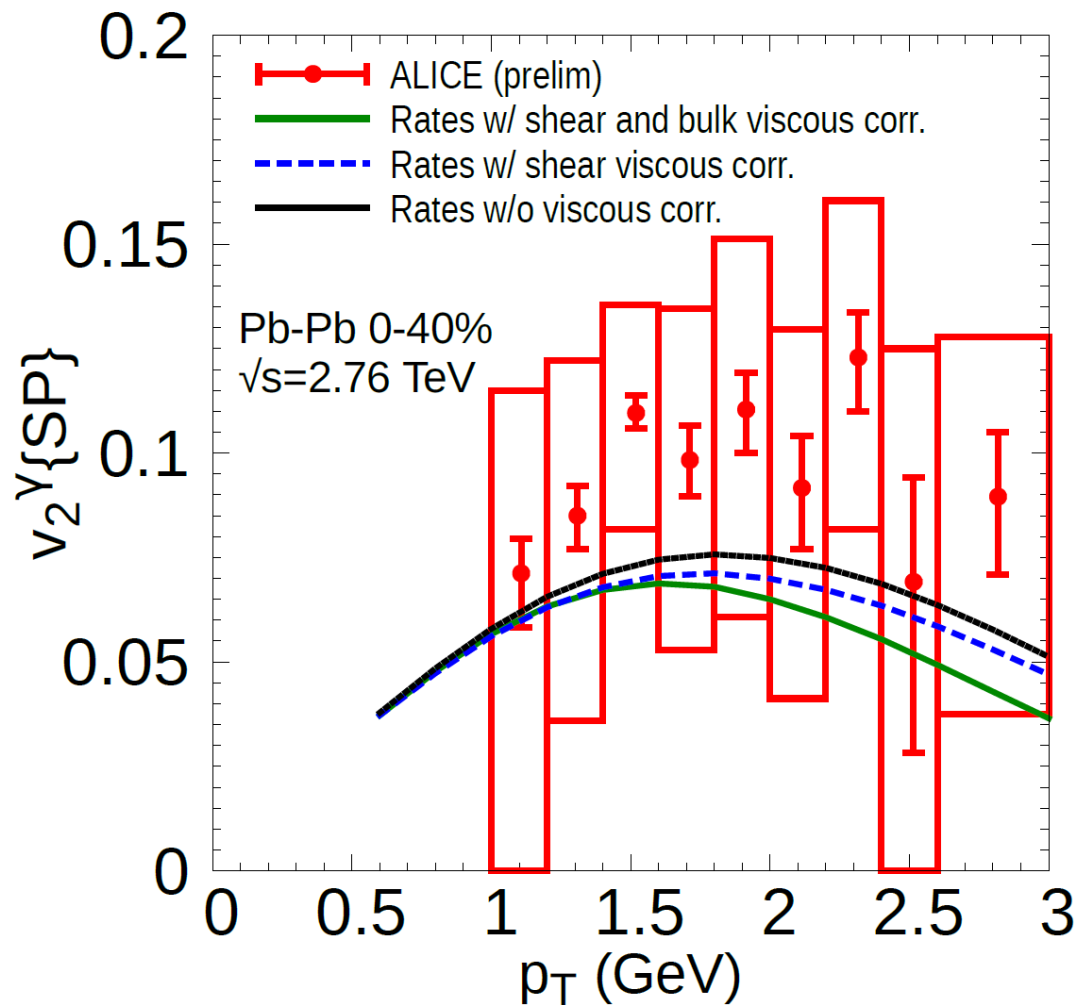 0.2
0.15
0.1
0.05
0
v₂^γ{SP}
ALICE (prelim)
Rates w/ shear and bulk viscous corr.
Rates w/ shear viscous corr.
Rates w/o viscous corr.
Pb-Pb 0-40%
√s=2.76 TeV
0 0.5 1 1.5 2 2.5 3
p_T (GeV)